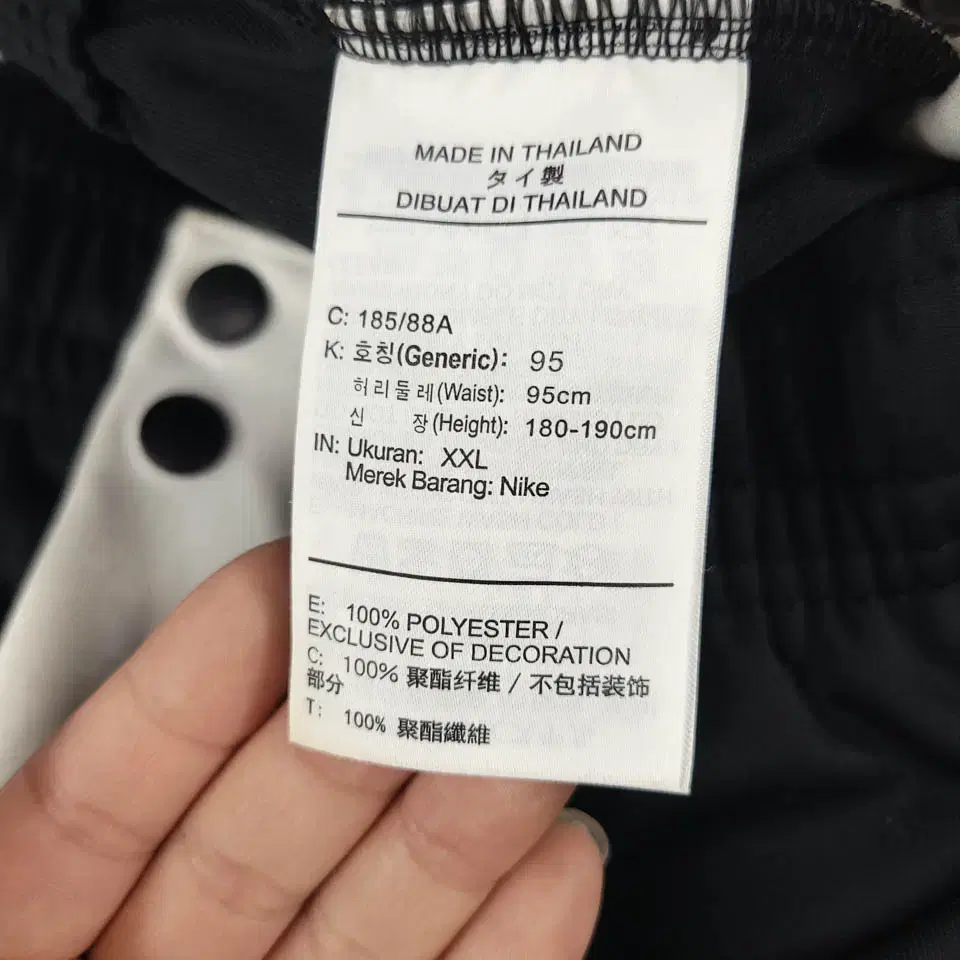 MADE IN THAILAND
タイ製
DIBUAT DI THAILAND
C: 185/88A
K: 호칭(Generic): 95
허리둘레(Waist): 95cm
신 장(Height): 180-190cm
IN: Ukuran: XXL
Merek Barang: Nike
E: 100% POLYESTER /
EXCLUSIVE OF DECORATION
C: 100% 聚酯纤维 / 不包括装饰
部分
T: 100% 聚酯纖維